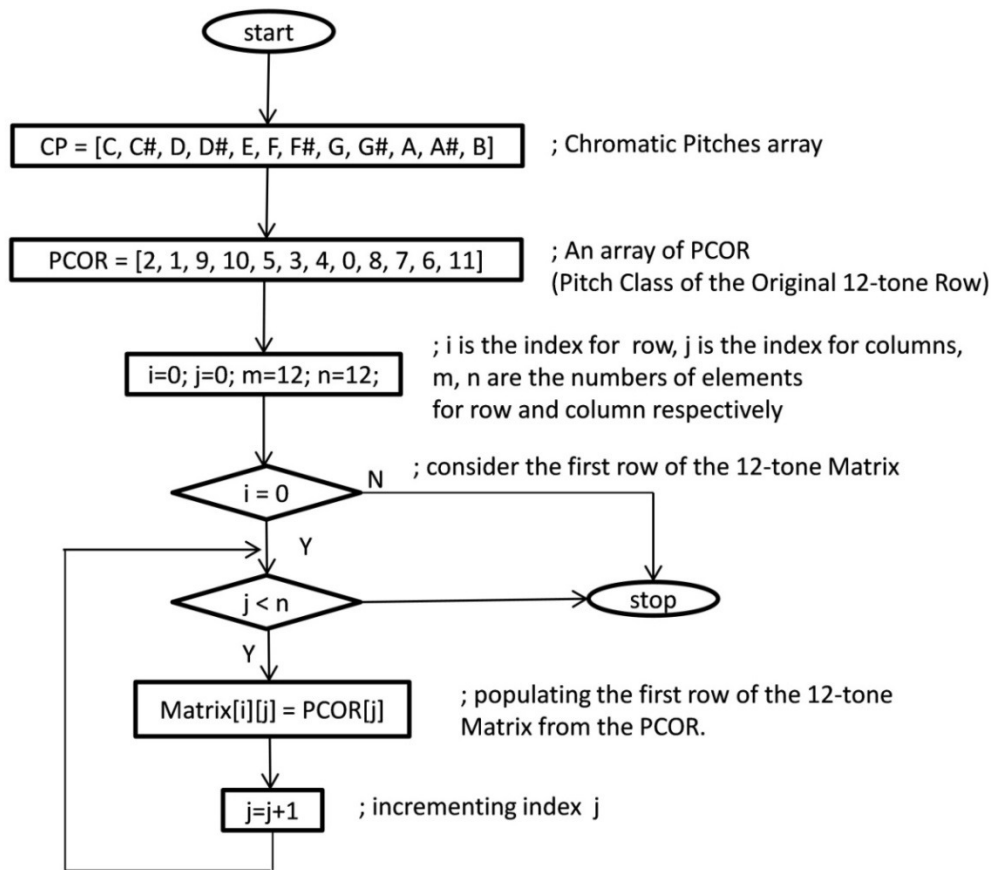 start
CP = [C, C#, D, D#, E, F, F#, G, G#, A, A#, B]
; Chromatic Pitches array
PCOR = [2, 1, 9, 10, 5, 3, 4, 0, 8, 7, 6, 11]
; An array of PCOR
(Pitch Class of the Original 12-tone Row)
i=0; j=0; m=12; n=12;
; i is the index for row, j is the index for columns,
m, n are the numbers of elements
for row and column respectively
i = 0
N
; consider the first row of the 12-tone Matrix
Y
j < n
stop
Y
Matrix[i][j] = PCOR[j]
; populating the first row of the 12-tone
Matrix from the PCOR.
j=j+1
; incrementing index j